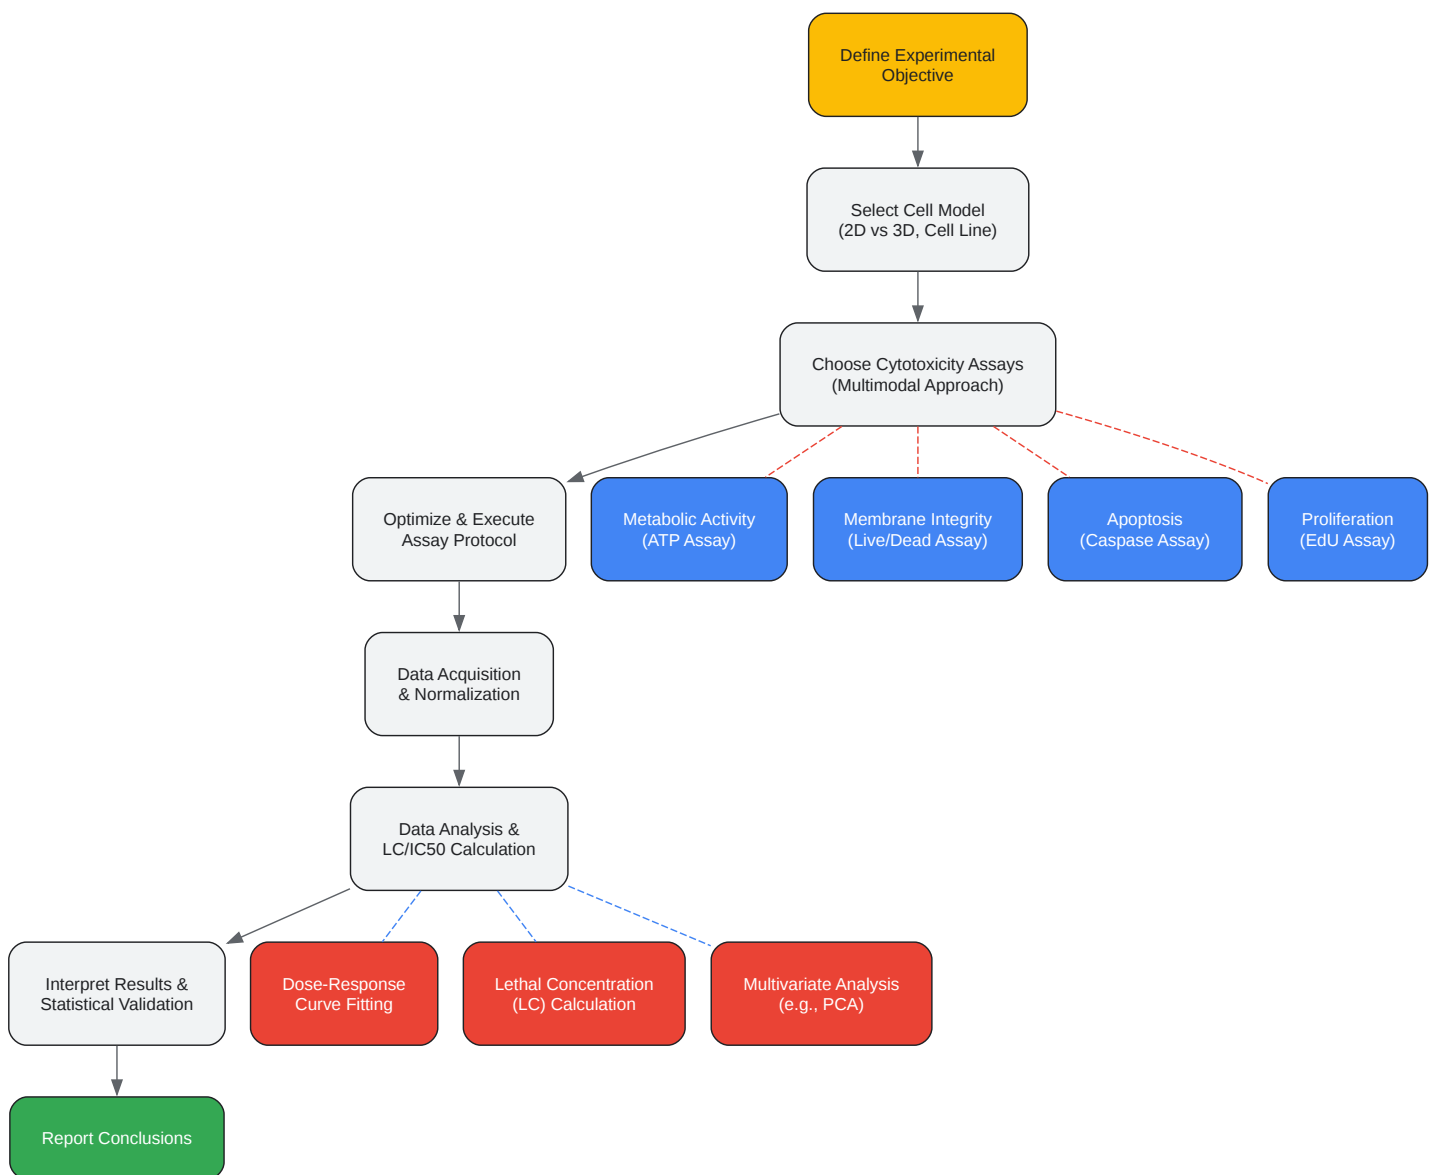 Define Experimental
Objective
Select Cell Model
(2D vs 3D, Cell Line)
Choose Cytotoxicity Assays
(Multimodal Approach)
Optimize & Execute
Assay Protocol
Metabolic Activity
(ATP Assay)
Membrane Integrity
(Live/Dead Assay)
Apoptosis
(Caspase Assay)
Proliferation
(EdU Assay)
Data Acquisition
& Normalization
Data Analysis &
LC/IC50 Calculation
Interpret Results &
Statistical Validation
Dose-Response
Curve Fitting
Lethal Concentration
(LC) Calculation
Multivariate Analysis
(e.g., PCA)
Report Conclusions